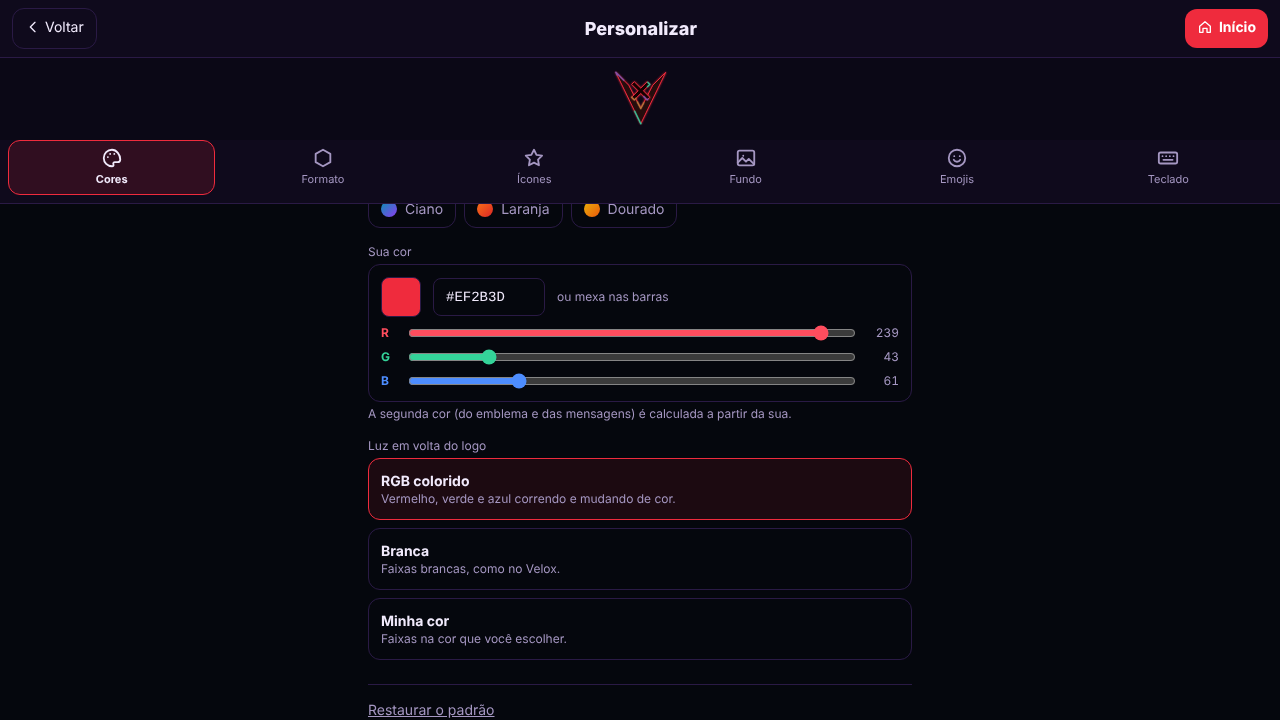 Voltar
Personalizar
Início
Cores
Formato
Ícones
Fundo
Emojis
Teclado
Ciano
Laranja
Dourado
Sua cor
#EF2B3D
ou mexa nas barras
R
239
G
43
B
61
A segunda cor (do emblema e das mensagens) é calculada a partir da sua.
Luz em volta do logo
RGB colorido
Vermelho, verde e azul correndo e mudando de cor.
Branca
Faixas brancas, como no Velox.
Minha cor
Faixas na cor que você escolher.
Restaurar o padrão